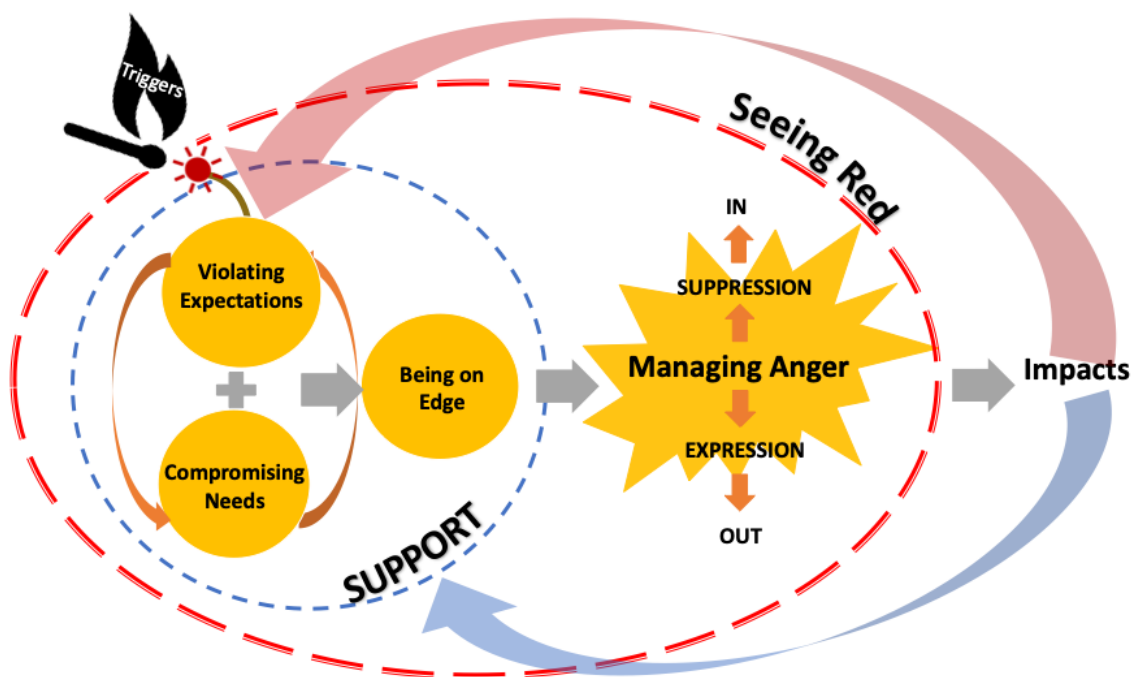 Triggers
Seeing Red
Violating
Expectations
Being on
Edge
Compromising
Needs
SUPPORT
IN
SUPPRESSION
Managing Anger
EXPRESSION
OUT
Impacts